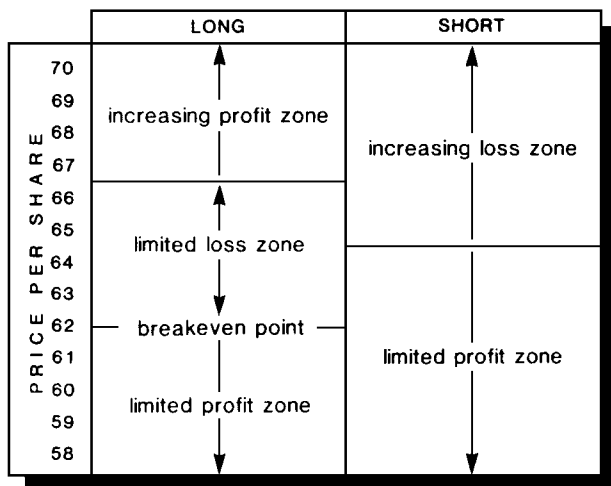 LONG SHORT
PRICE PER SHARE
70
69
increasing profit zone
68
increasing loss zone
67
66
65
limited loss zone
64
63
62
breakeven point
61
limited profit zone
60
limited profit zone
59
58